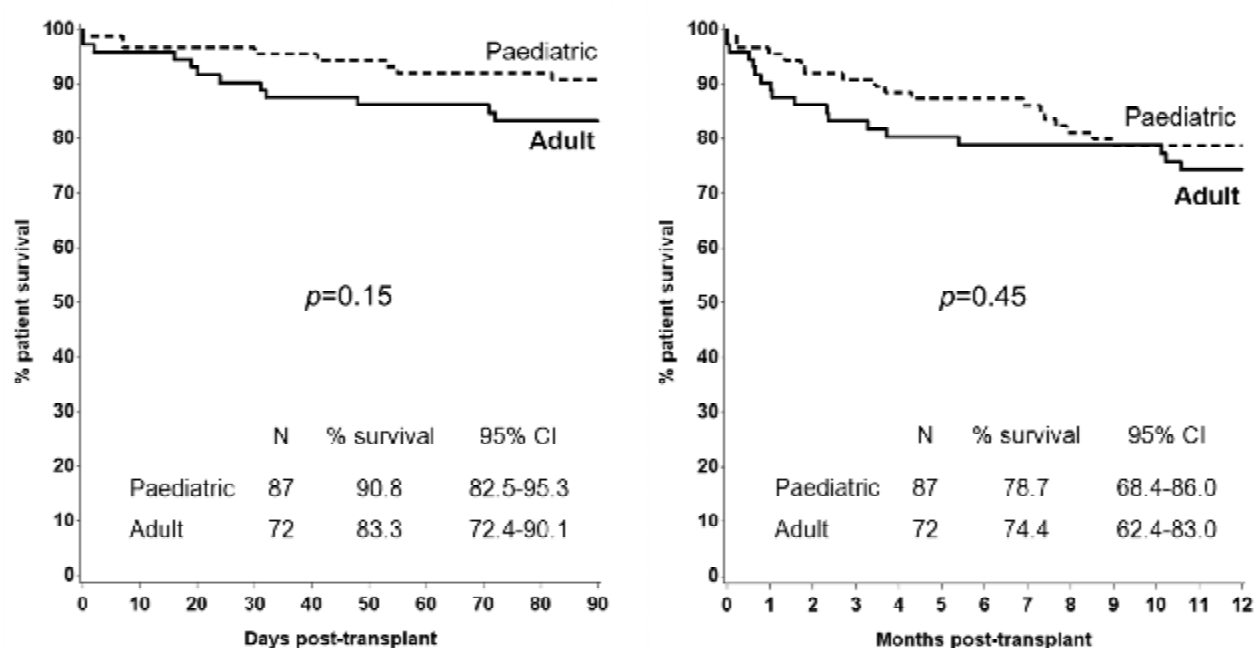 100
90
80
70
60
50
40
30
20
10
0
% patient survival
Paediatric
Adult
p=0.15
N % survival 95% CI
Paediatric 87 90.8 82.5-95.3
Adult 72 83.3 72.4-90.1
0 10 20 30 40 50 60 70 80 90
Days post-transplant
100
90
80
70
60
50
40
30
20
10
0
% patient survival
Paediatric
Adult
p=0.45
N % survival 95% CI
Paediatric 87 78.7 68.4-86.0
Adult 72 74.4 62.4-83.0
0 1 2 3 4 5 6 7 8 9 10 11 12
Months post-transplant